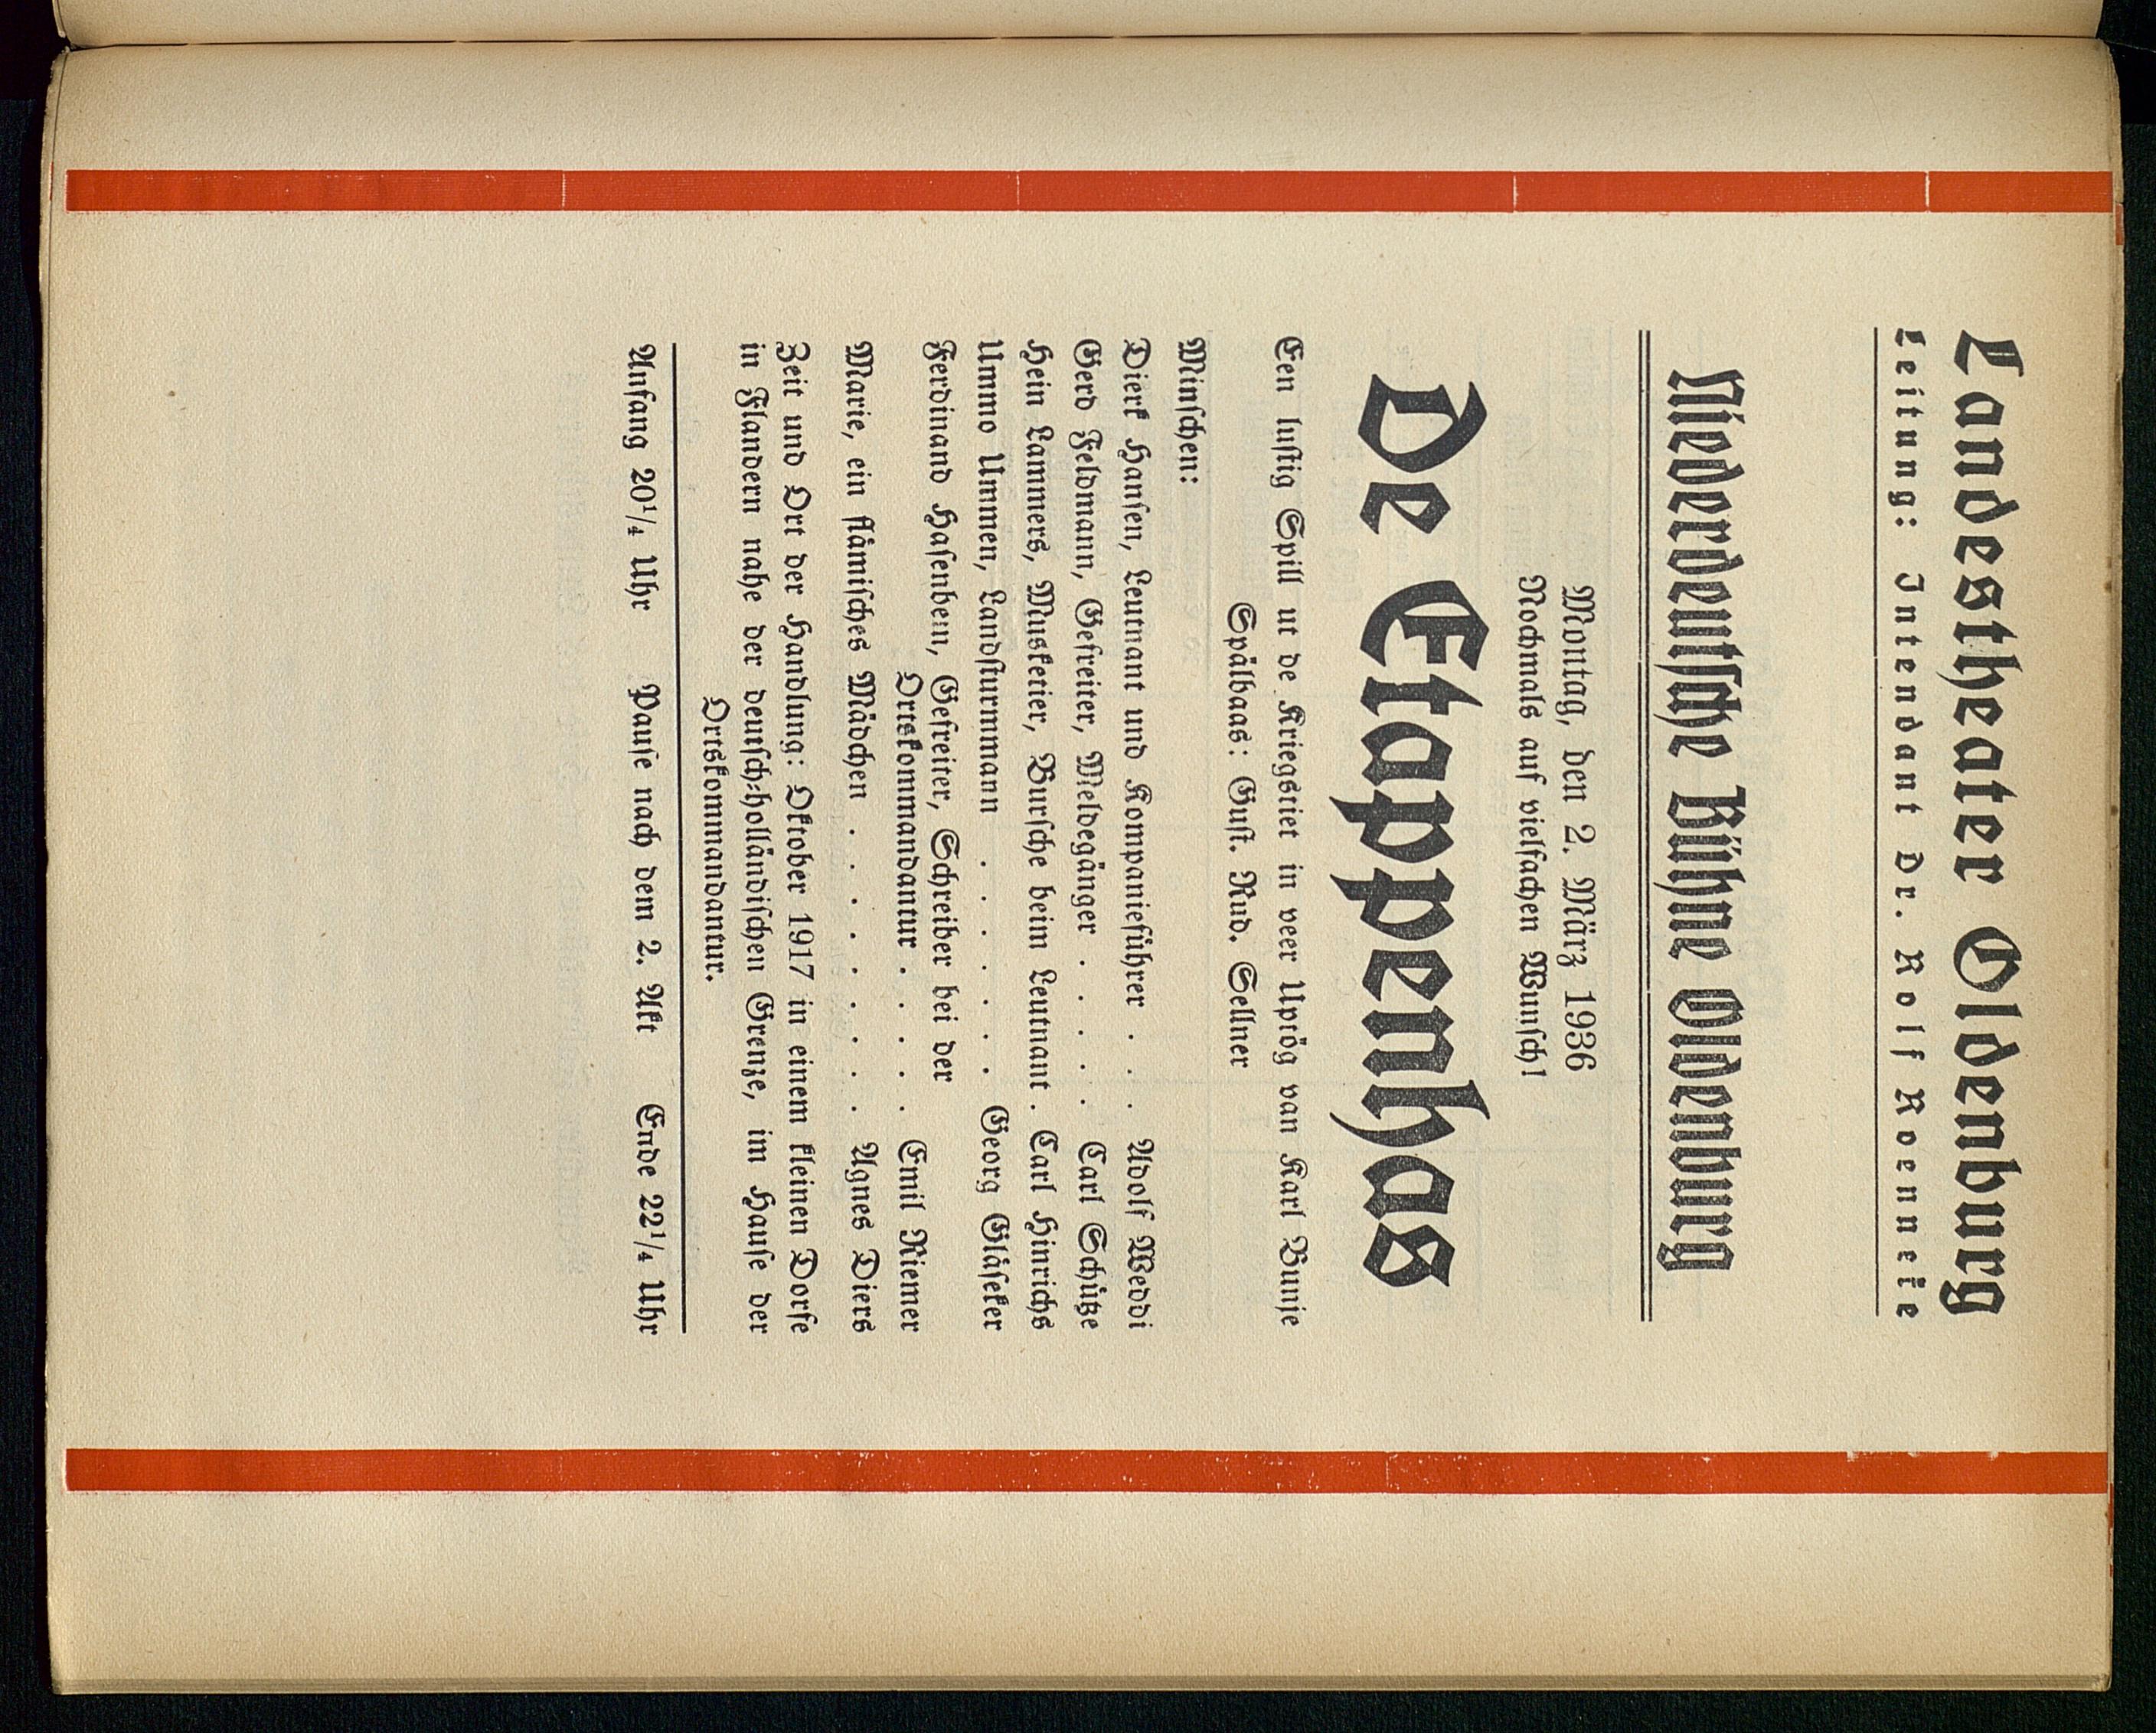 Landestheater Oldenburg
Leitung: Intendant Dr. Rolf Roenneke
Niederdeutsche Bühne Oldenburg
Montag, den 2. März 1936
Nochmals auf vielfachen Wunsch!
De Etappenhas
Een lustig Spill ut de Kriegstiet in veer Uptög van Karl Bunje
Spälbaas: Gust. Rud. Sellner
Minschen:
Dierk Hansen, Leutnant und Kompanieführer . . . Adolf Weddi
Gerd Feldmann, Gefreiter, Meldegänger . . . . . Carl Schütze
Hein Lammers, Musketier, Bursche beim Leutnant . Carl Hinrichs
Ummo Ummen, Landsturmmann . . . . . . . Georg Gläseker
Ferdinand Hasenbein, Gefreiter, Schreiber bei der
Ortskommandantur . . . . . Emil Riemer
Marie, ein flämisches Mädchen . . . . . . . . . Agnes Diers
Zeit und Ort der Handlung: Oktober 1917 in einem kleinen Dorfe
in Flandern nahe der deutsch-holländischen Grenze, im Hause der
Ortskommandantur.
Anfang 20¹/₄ Uhr Pause nach dem 2. Akt Ende 22¹/₄ Uhr